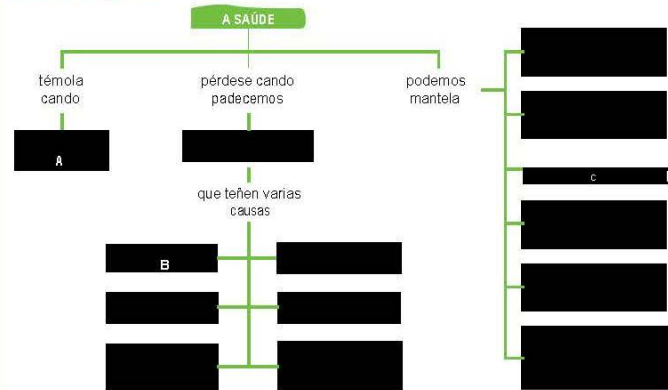 A SAÚDE
témola
cando
pérdese cando
padecemos
podemos
mantela
A
c
que teñen varias
causas
B